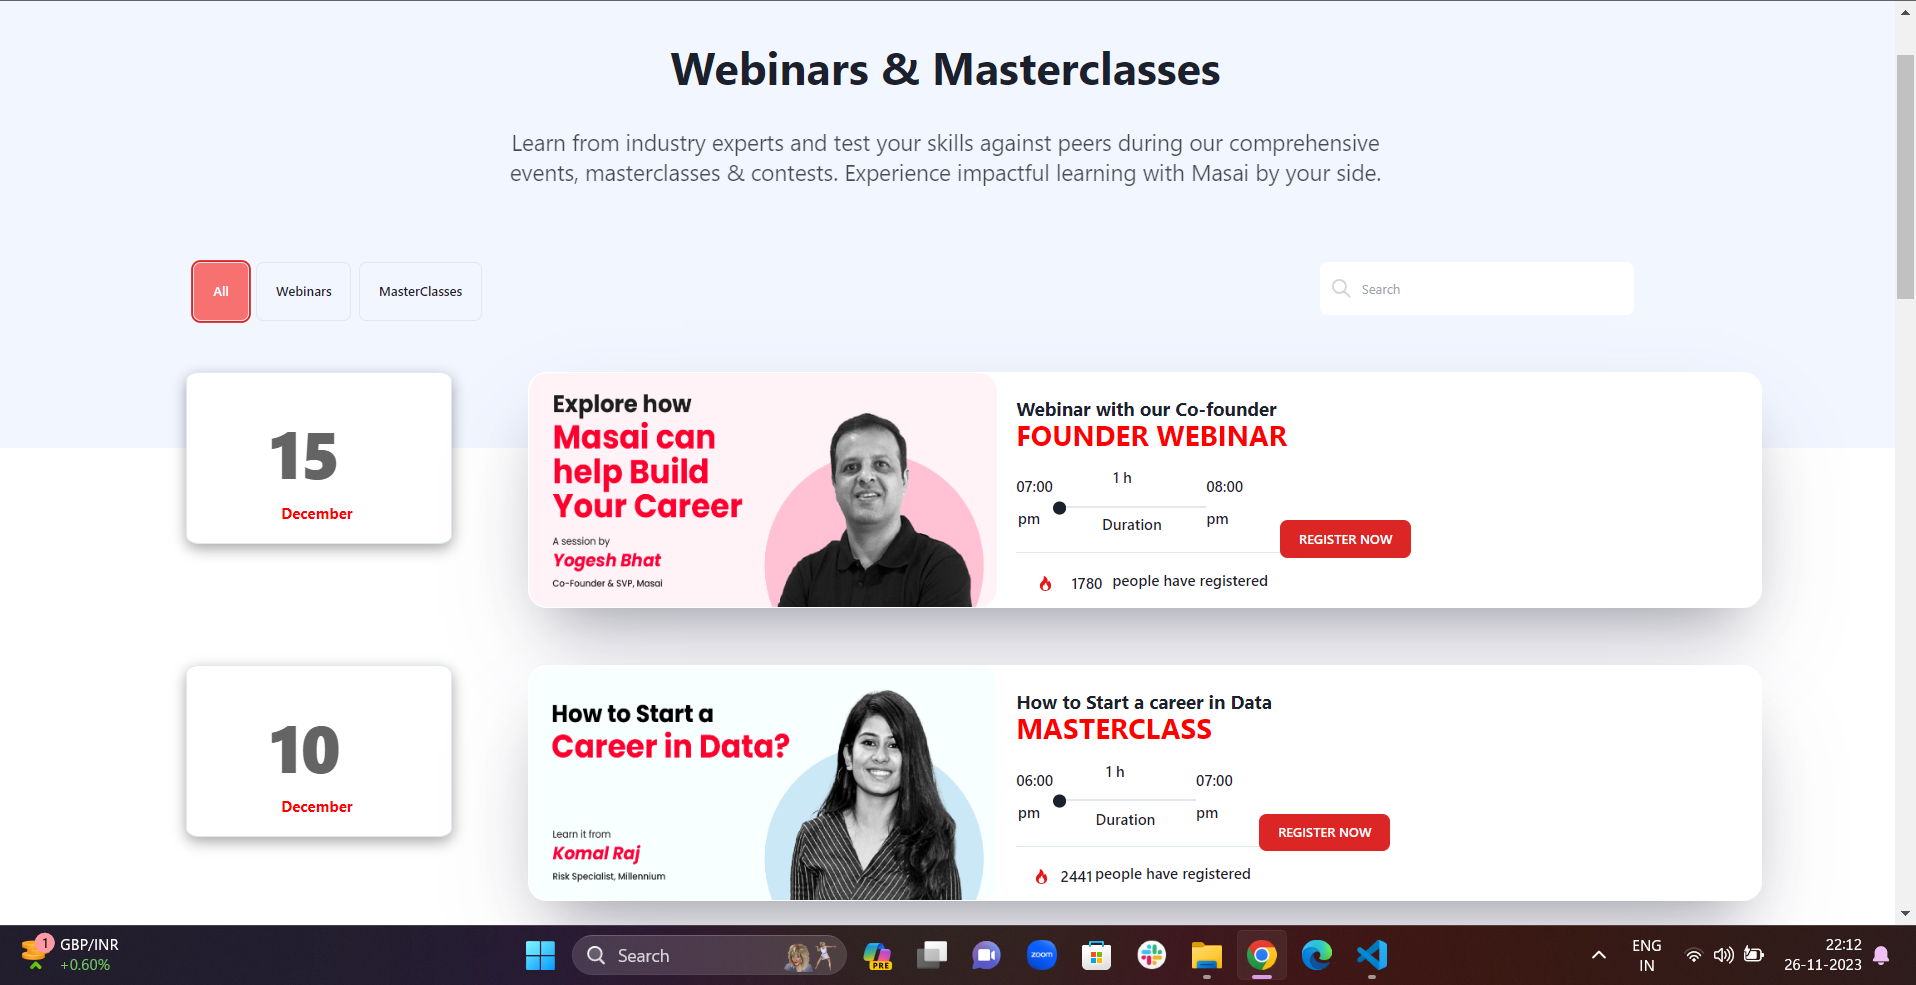 Webinars & Masterclasses
Learn from industry experts and test your skills against peers during our comprehensive
events, masterclasses & contests. Experience impactful learning with Masai by your side.
All
Webinars
MasterClasses
Search
15
December
Explore how
Masai can
help Build
Your Career
A session by
Yogesh Bhat
Co-Founder & SVP, Masai
Webinar with our Co-founder
FOUNDER WEBINAR
07:00
pm
1 h
Duration
08:00
pm
REGISTER NOW
1780 people have registered
10
December
How to Start a
Career in Data?
Learn it from
Komal Raj
Risk Specialist, Millennium
How to Start a career in Data
MASTERCLASS
06:00
pm
1 h
Duration
07:00
pm
REGISTER NOW
2441 people have registered
1
GBP/INR
+0.60%
Search
PRE
zoom
ENG
IN
22:12
26-11-2023